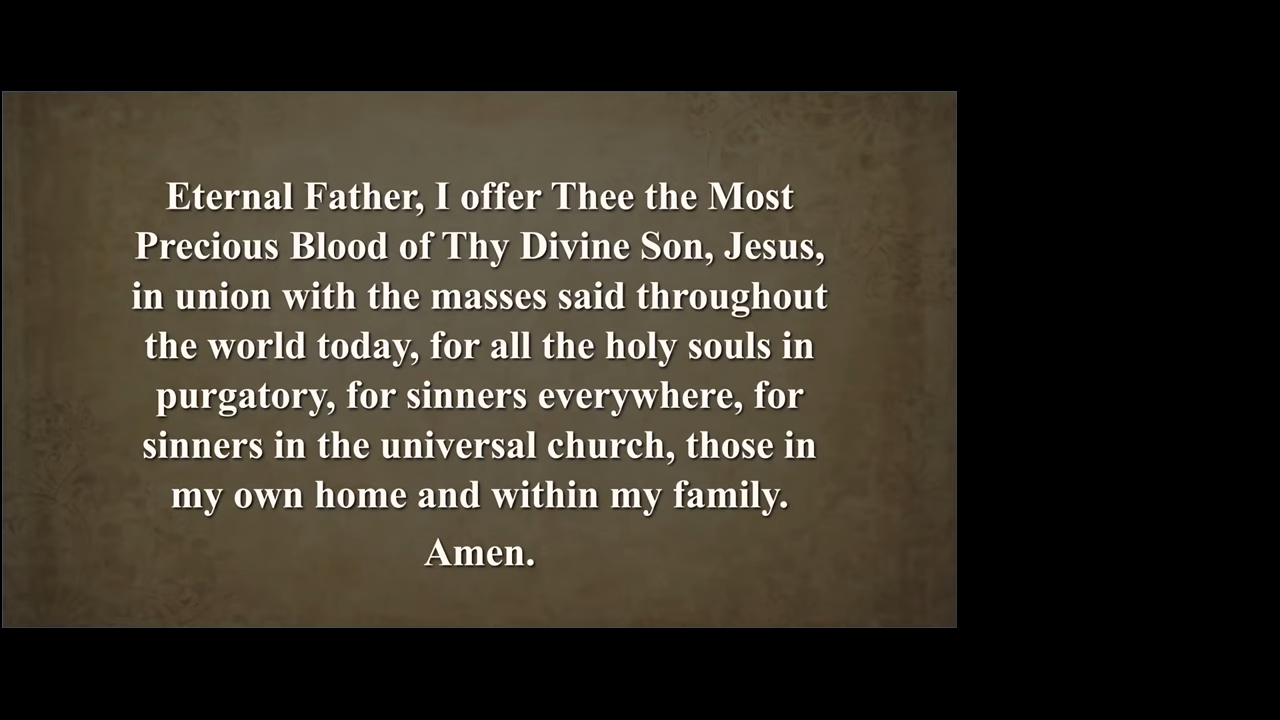 Eternal Father, I offer Thee the Most
Precious Blood of Thy Divine Son, Jesus,
in union with the masses said throughout
the world today, for all the holy souls in
purgatory, for sinners everywhere, for
sinners in the universal church, those in
my own home and within my family.
Amen.